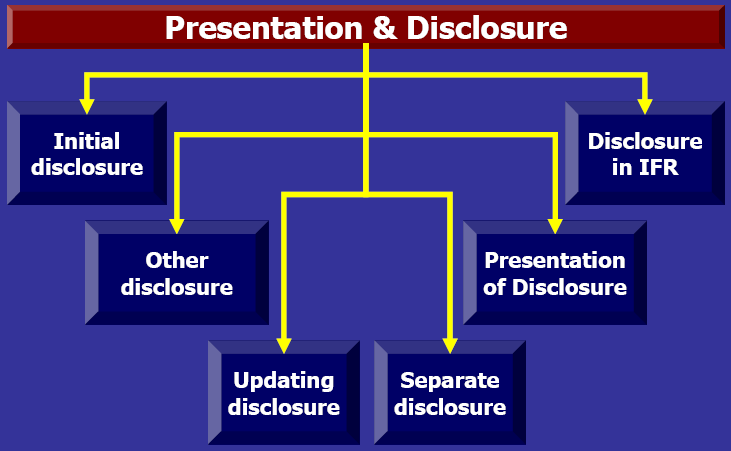 Presentation & Disclosure
Initial
disclosure
Disclosure
in IFR
Other
disclosure
Presentation
of Disclosure
Updating
disclosure
Separate
disclosure